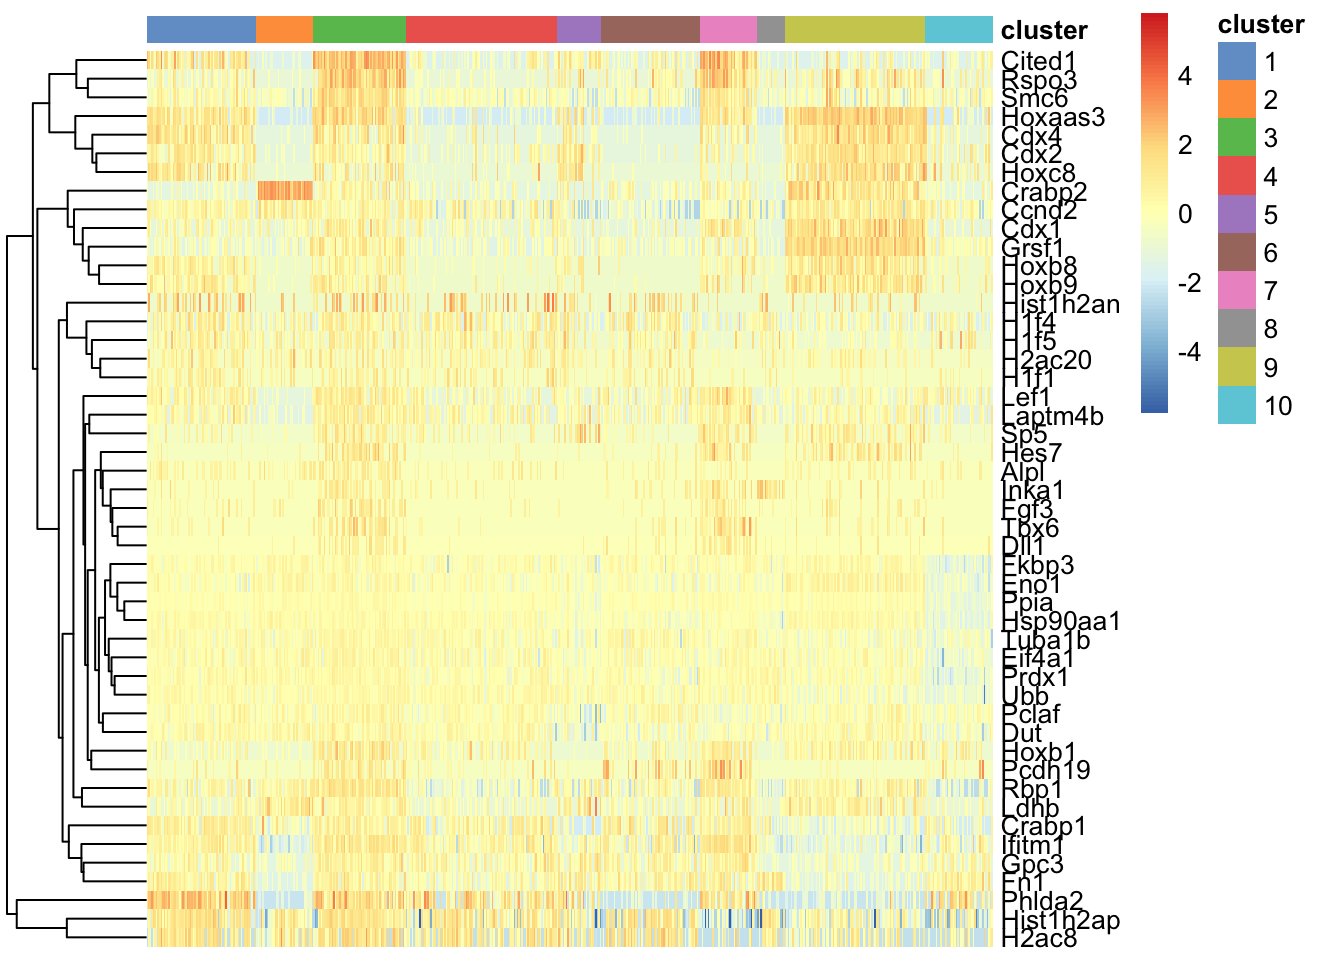 cluster
Cited1
Rspo3
Smc6
Hoxaas3
Cdx4
Cdx2
Hoxc8
Crabp2
Ccnd2
Cdx1
Grsf1
Hoxb8
Hoxb9
Hist1h2an
H1f4
H1f5
H2ac20
H1f1
Lef1
Laptm4b
Sp5
Hes7
Alpl
Inka1
Fgf3
Tbx6
Dll1
Fkbp3
Eno1
Ppia
Hsp90aa1
Tuba1b
Eif4a1
Prdx1
Ubb
Pclaf
Dut
Hoxb1
Pcdh19
Rbp1
Ldhb
Crabp1
Ifitm1
Gpc3
Fn1
Phlda2
Hist1h2ap
H2ac8
4
2
0
-2
-4
cluster
1
2
3
4
5
6
7
8
9
10